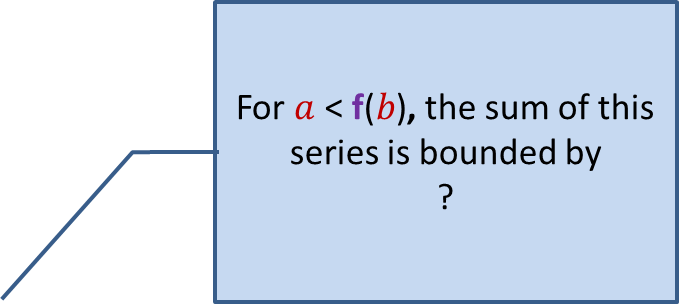 For a < f(b), the sum of this
series is bounded by
?